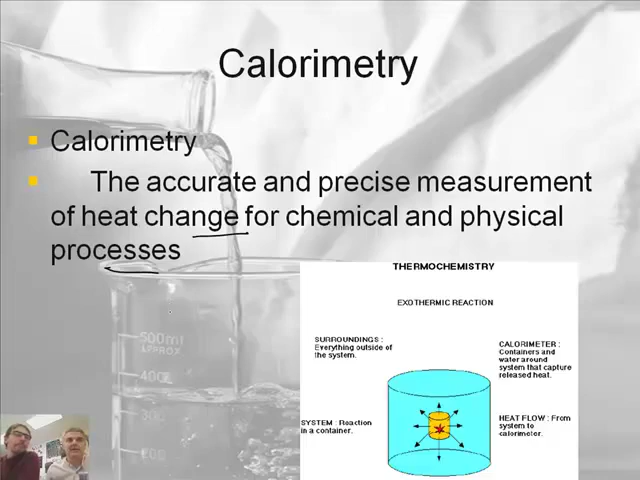 Calorimetry
Calorimetry
The accurate and precise measurement
of heat change for chemical and physical
processes
THERMOCHEMISTRY
EXOTHERMIC REACTION
SURROUNDINGS :
Everything outside of
the system.
CALORIMETER :
Containers and
water around
system that capture
released heat.
SYSTEM : Reaction
in a container.
HEAT FLOW : From
system to
calorimeter.
500ml
APPROX
400
300